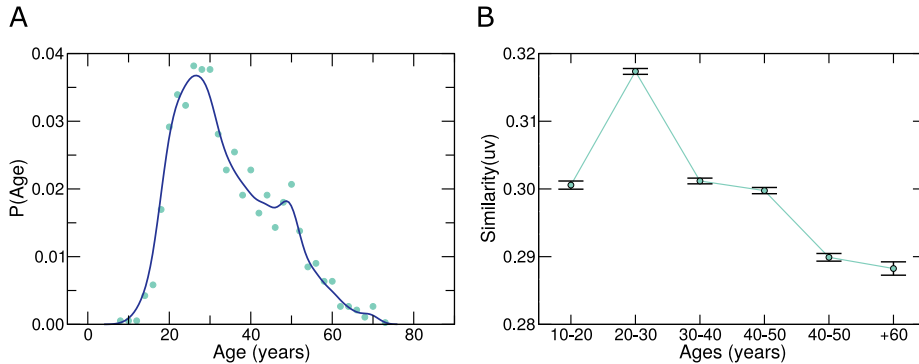 A
B
0.04
0.03
0.02
0.01
0.00
P(Age)
0 20 40 60 80
Age (years)
0.32
0.31
0.30
0.29
0.28
Similarity(uv)
10-20 20-30 30-40 40-50 40-50 +60
Ages (years)